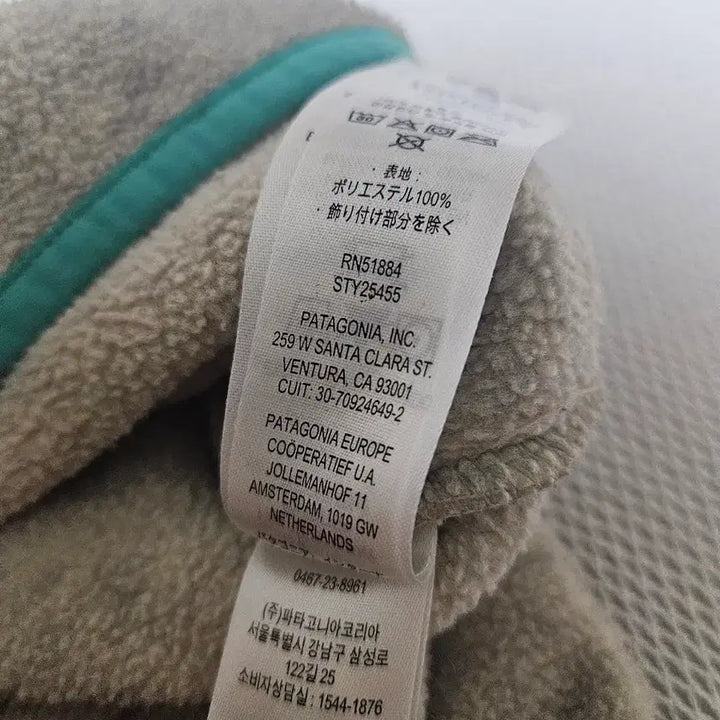 30
・表地：
ポリエステル100%
・飾り付け部分を除く
RN51884
STY25455
PATAGONIA, INC.
259 W SANTA CLARA ST.
VENTURA, CA 93001
CUIT: 30-70924649-2
PATAGONIA EUROPE
COÖPERATIEF U.A.
JOLLEMANHOF 11
AMSTERDAM, 1019 GW
NETHERLANDS
0467-23-8961
(주)파타고니아코리아
서울특별시 강남구 삼성로
122길 25
소비자상담실 : 1544-1876